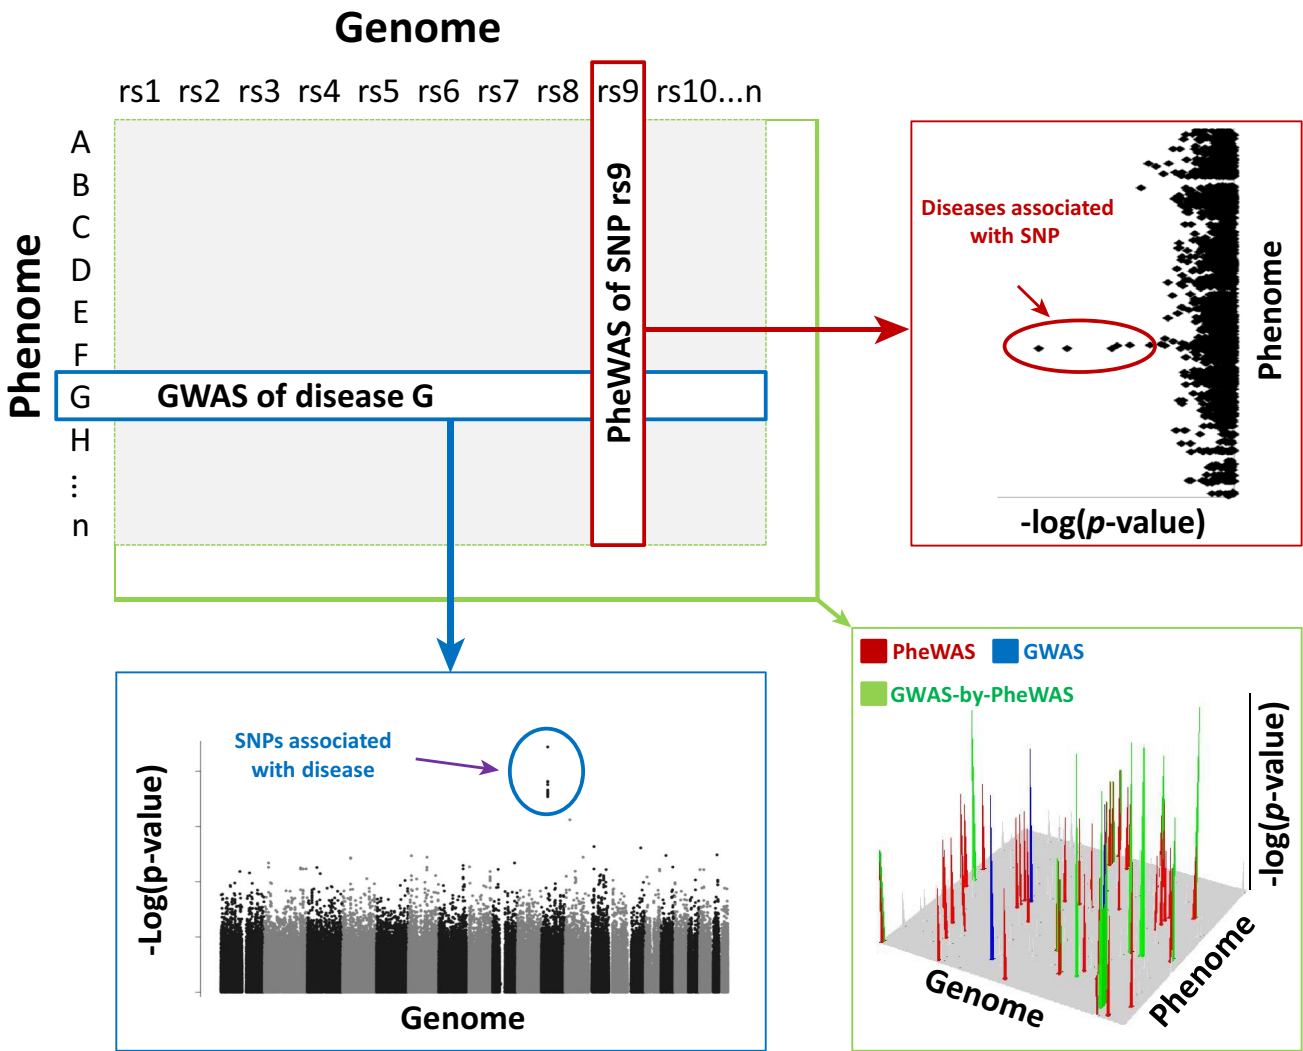 Genome
rs1 rs2 rs3 rs4 rs5 rs6 rs7 rs8 rs9 rs10...n
Phenome
A
B
C
D
E
F
G
H
...
n
GWAS of disease G
PheWAS of SNP rs9
Diseases associated
with SNP
Phenome
-log(p-value)
SNPs associated
with disease
-Log(p-value)
Genome
PheWAS GWAS
GWAS-by-PheWAS
-log(p-value)
Genome
Phenome